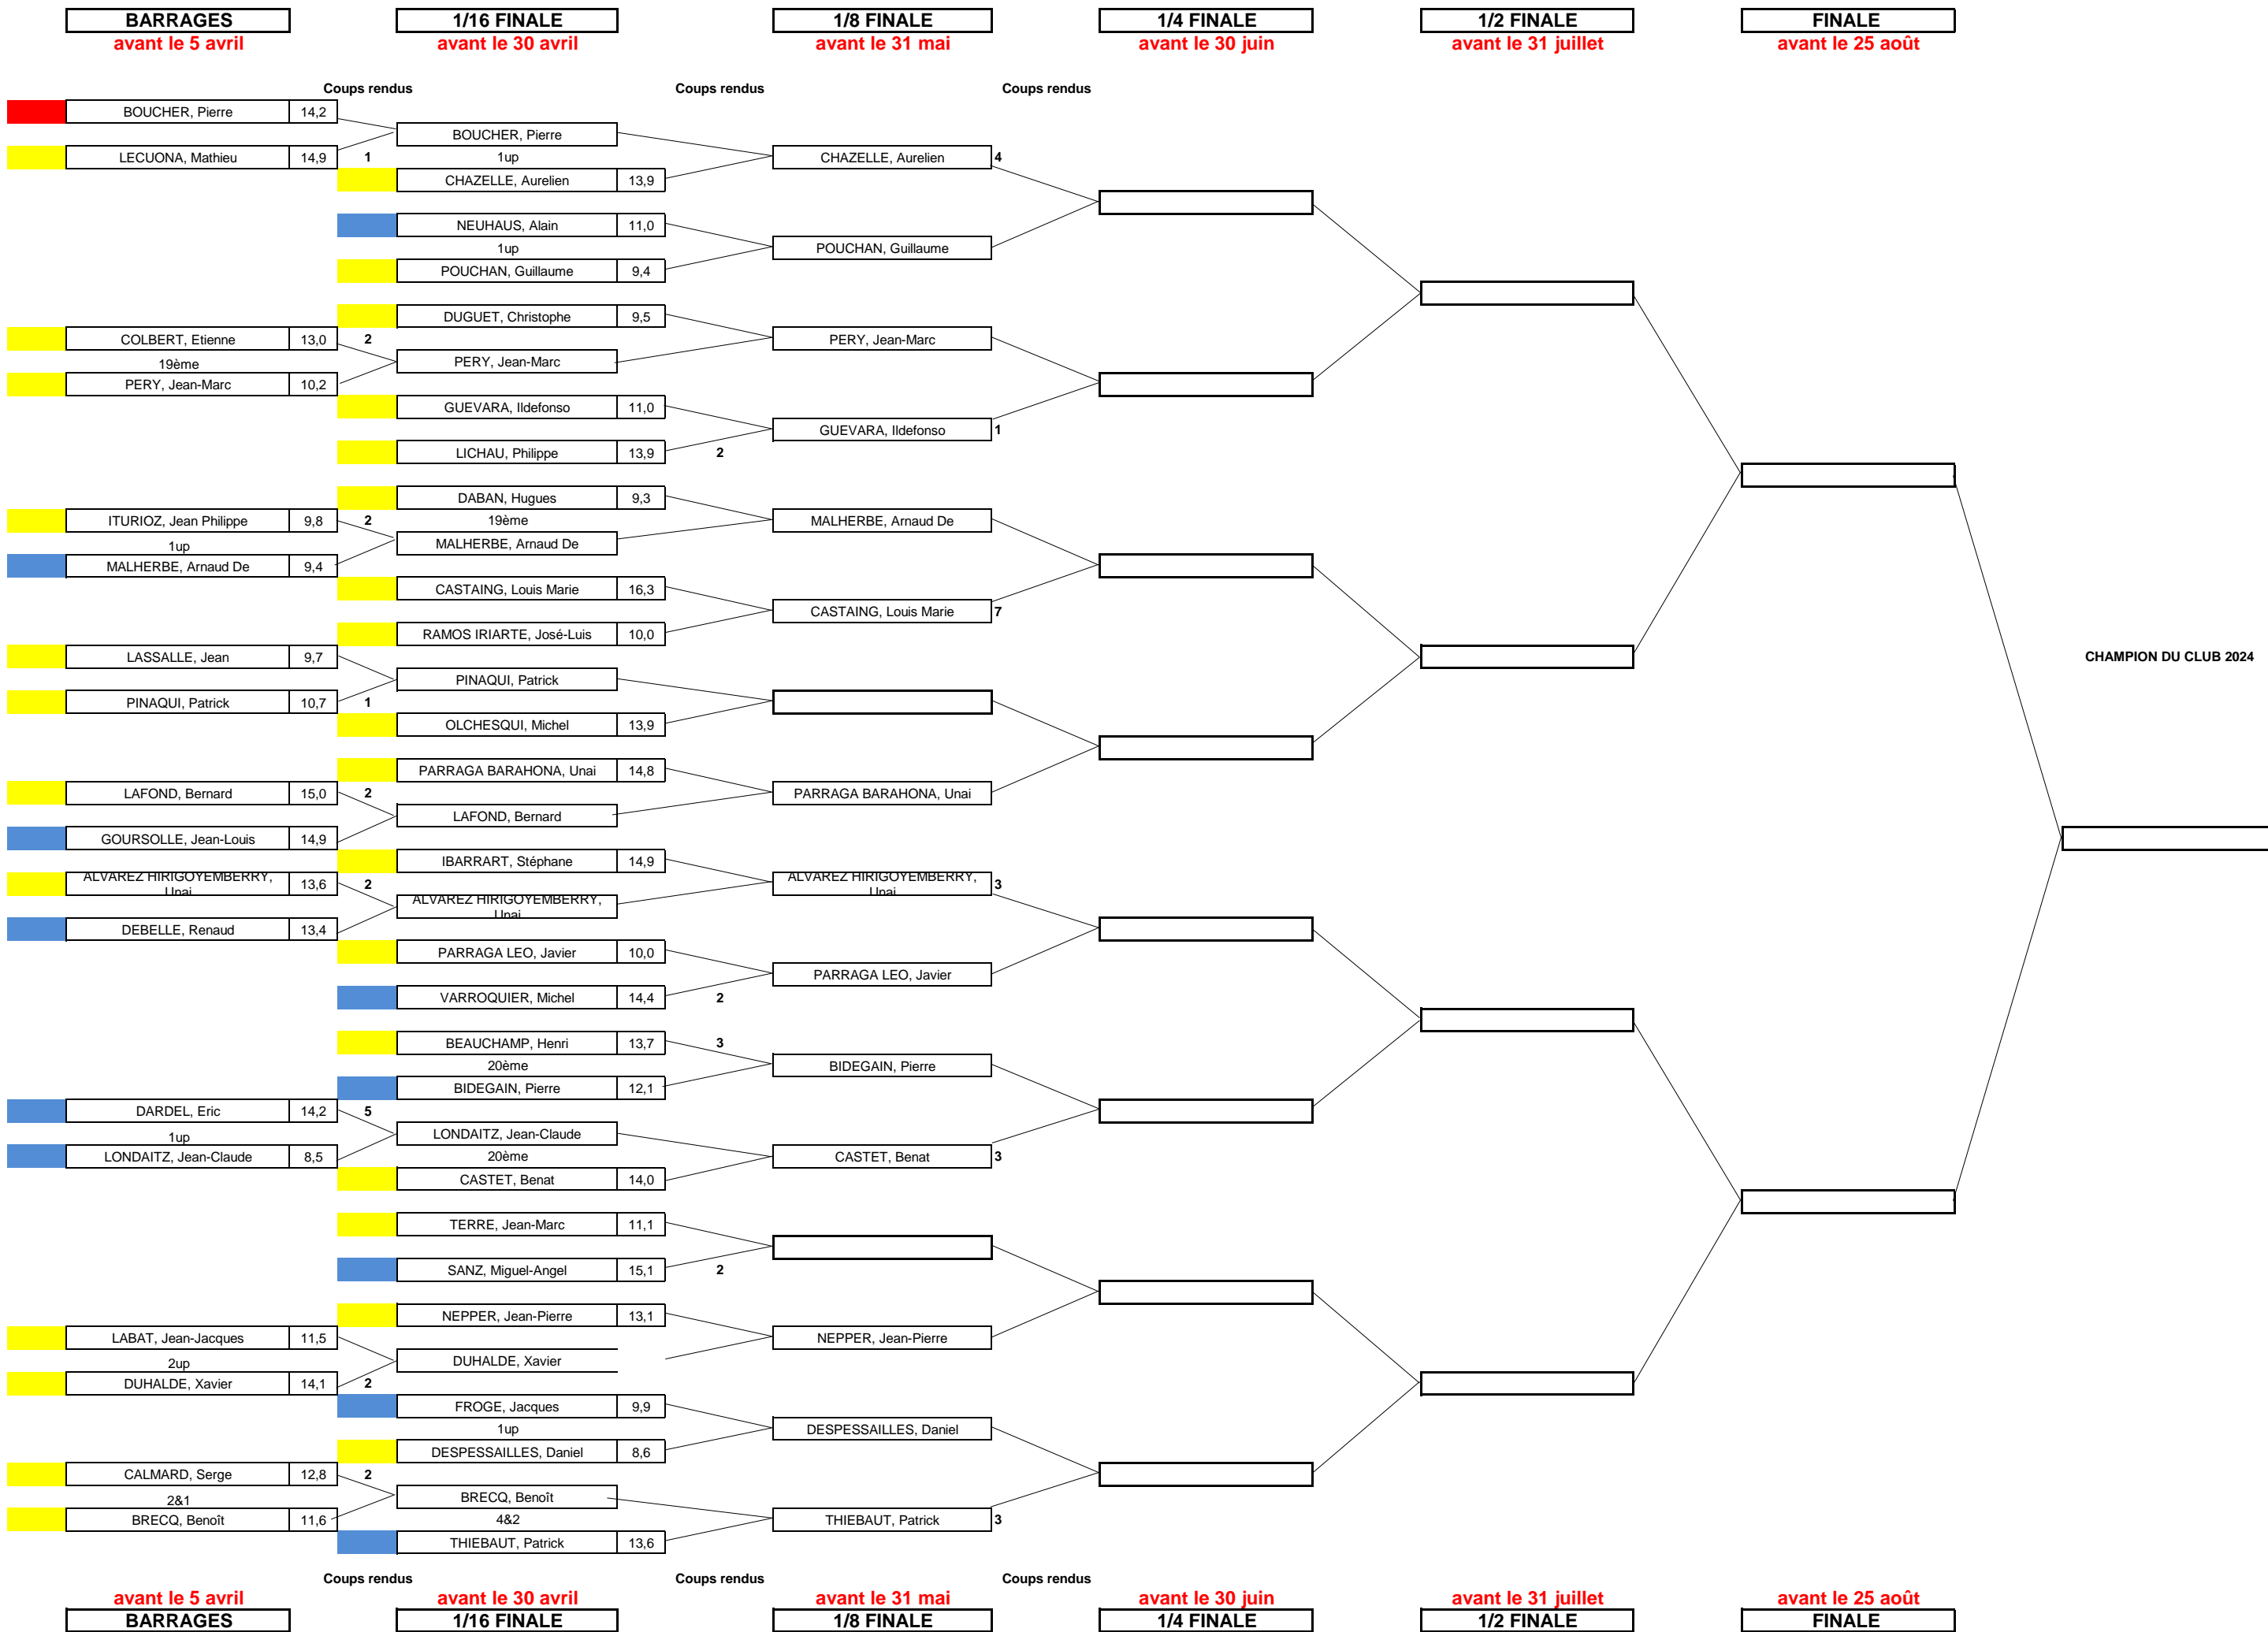 BARRAGES 1/16 FINALE 1/8 FINALE 1/4 FINALE 1/2 FINALE FINALE
avant le 5 avril avant le 30 avril avant le 31 mai avant le 30 juin avant le 31 juillet avant le 25 août
Coups rendus Coups rendus Coups rendus
BOUCHER, Pierre 14,2
BOUCHER, Pierre
LECUONA, Mathieu 14,9 1 1up CHAZELLE, Aurelien 4
CHAZELLE, Aurelien 13,9
NEUHAUS, Alain 11,0
1up POUCHAN, Guillaume
POUCHAN, Guillaume 9,4
DUGUET, Christophe 9,5
COLBERT, Etienne 13,0 2 PERY, Jean-Marc
19ème PERY, Jean-Marc
PERY, Jean-Marc 10,2
GUEVARA, Ildefonso 11,0
GUEVARA, Ildefonso 1
LICHAU, Philippe 13,9 2
DABAN, Hugues 9,3
ITURIOZ, Jean Philippe 9,8 2 19ème MALHERBE, Arnaud De
1up MALHERBE, Arnaud De
MALHERBE, Arnaud De 9,4
CASTAING, Louis Marie 16,3
CASTAING, Louis Marie 7
RAMOS IRIARTE, José-Luis 10,0
LASSALLE, Jean 9,7
CHAMPION DU CLUB 2024
PINAQUI, Patrick
PINAQUI, Patrick 10,7 1
OLCHESQUI, Michel 13,9
PARRAGA BARAHONA, Unai 14,8
LAFOND, Bernard 15,0 2 PARRAGA BARAHONA, Unai
LAFOND, Bernard
GOURSOLLE, Jean-Louis 14,9
IBARRART, Stéphane 14,9
ALVAREZ HIRIGOYEMBERRY, Unai 13,6 2 ALVAREZ HIRIGOYEMBERRY, Unai 3
ALVAREZ HIRIGOYEMBERRY, Unai
DEBELLE, Renaud 13,4
PARRAGA LEO, Javier 10,0
PARRAGA LEO, Javier
VARROQUIER, Michel 14,4 2
BEAUCHAMP, Henri 13,7 3
20ème BIDEGAIN, Pierre
BIDEGAIN, Pierre 12,1
DARDEL, Eric 14,2 5
1up LONDAITZ, Jean-Claude
LONDAITZ, Jean-Claude 8,5 20ème CASTET, Benat 3
CASTET, Benat 14,0
TERRE, Jean-Marc 11,1
SANZ, Miguel-Angel 15,1 2
NEPPER, Jean-Pierre 13,1
LABAT, Jean-Jacques 11,5 NEPPER, Jean-Pierre
2up DUHALDE, Xavier
DUHALDE, Xavier 14,1 2
FROGE, Jacques 9,9
1up DESPESSAILLES, Daniel
DESPESSAILLES, Daniel 8,6
CALMARD, Serge 12,8 2
2&1 BRECQ, Benoît
BRECQ, Benoît 11,6 4&2 THIEBAUT, Patrick 3
THIEBAUT, Patrick 13,6
Coups rendus Coups rendus Coups rendus
avant le 5 avril avant le 30 avril avant le 31 mai avant le 30 juin avant le 31 juillet avant le 25 août
BARRAGES 1/16 FINALE 1/8 FINALE 1/4 FINALE 1/2 FINALE FINALE